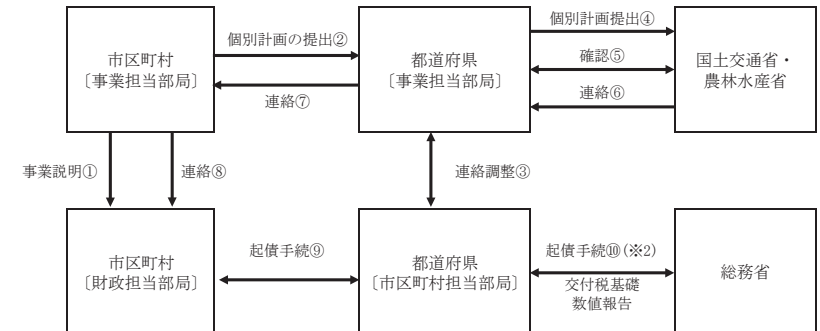 個別計画提出④
市区町村
〔事業担当部局〕
個別計画の提出②
都道府県
〔事業担当部局〕
確認⑤
国土交通省・
農林水産省
連絡⑦
連絡⑥
事業説明①
連絡⑧
連絡調整③
市区町村
〔財政担当部局〕
起債手続⑨
都道府県
〔市区町村担当部局〕
起債手続⑩(※2)
交付税基礎
数値報告
総務省